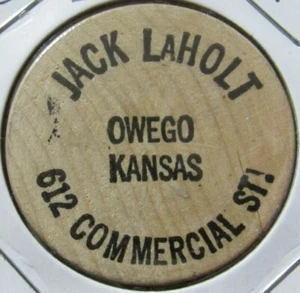 JACK LaHOLT
OWEGO
KANSAS
612 COMMERCIAL ST!